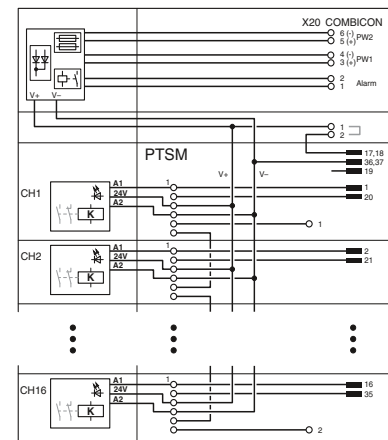 X20 COMBICON
6 (-)
5 (+) PW2
4 (-)
3 (+) PW1
2
1 Alarm
V+ V–
1
2
PTSM
17,18
36,37
19
V+ V–
CH1
A1
24V
A2
K
1
1
20
1
CH2
A1
24V
A2
K
1
2
21
CH16
A1
24V
A2
K
1
16
35
2